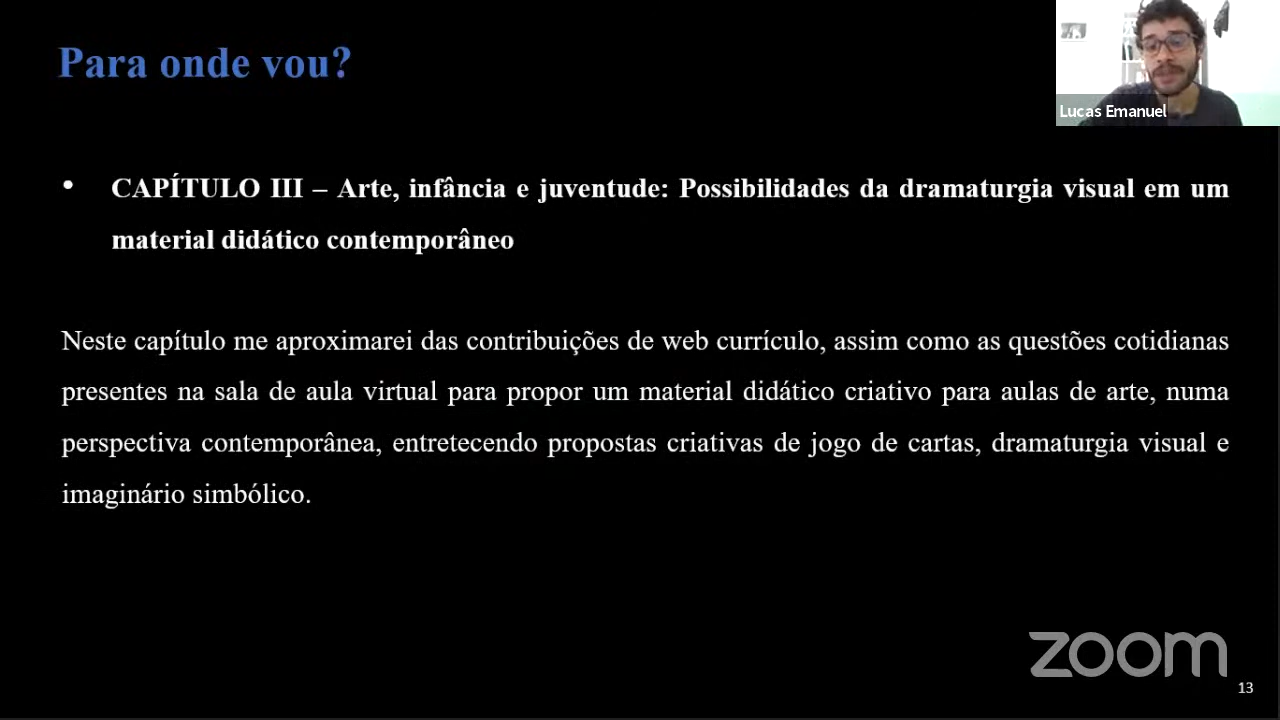 Para onde vou?
Lucas Emanuel
• CAPÍTULO III – Arte, infância e juventude: Possibilidades da dramaturgia visual em um
material didático contemporâneo
Neste capítulo me aproximarei das contribuições de web currículo, assim como as questões cotidianas
presentes na sala de aula virtual para propor um material didático criativo para aulas de arte, numa
perspectiva contemporânea, entretecendo propostas criativas de jogo de cartas, dramaturgia visual e
imaginário simbólico.
zoom
13